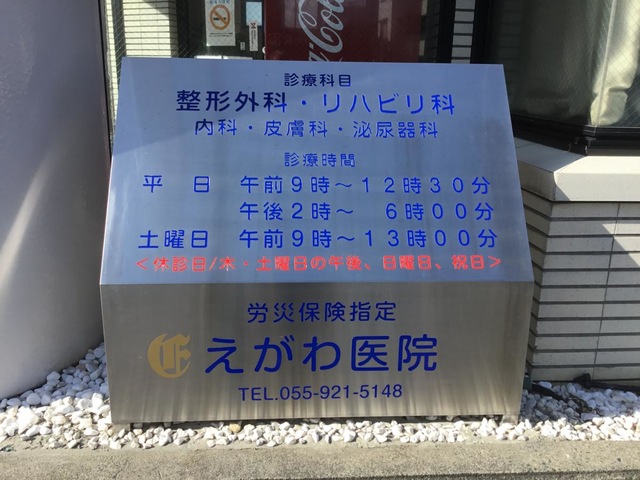 Coca-Cola
診療科目
整形外科・リハビリ科
内科・皮膚科・泌尿器科
診療時間
平 日 午前9時～12時30分
午後2時～ 6時00分
土曜日 午前9時～13時00分
<休診日/木・土曜日の午後、日曜日、祝日>
労災保険指定
えがわ医院
TEL.055-921-5148